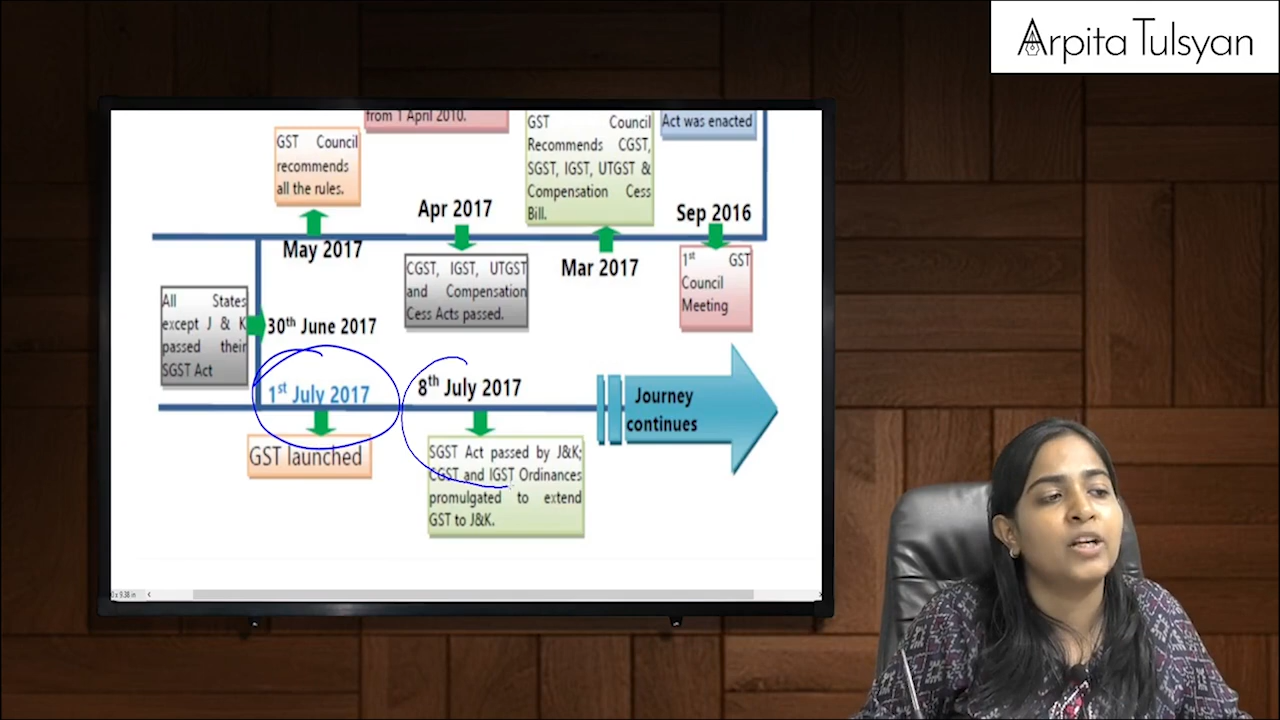 Arpita Tulsyan
from 1 April 2010.
GST Council
Recommends CGST,
SGST, IGST, UTGST &
Compensation Cess
Bill.
Act was enacted
GST Council
recommends
all the rules.
Apr 2017
Sep 2016
May 2017
Mar 2017
CGST, IGST, UTGST
and Compensation
Cess Acts passed.
1st GST
Council
Meeting
All States
except J & K
passed their
SGST Act
30th June 2017
1st July 2017
8th July 2017
Journey
continues
GST launched
SGST Act passed by J&K;
CGST and IGST Ordinances
promulgated to extend
GST to J&K.